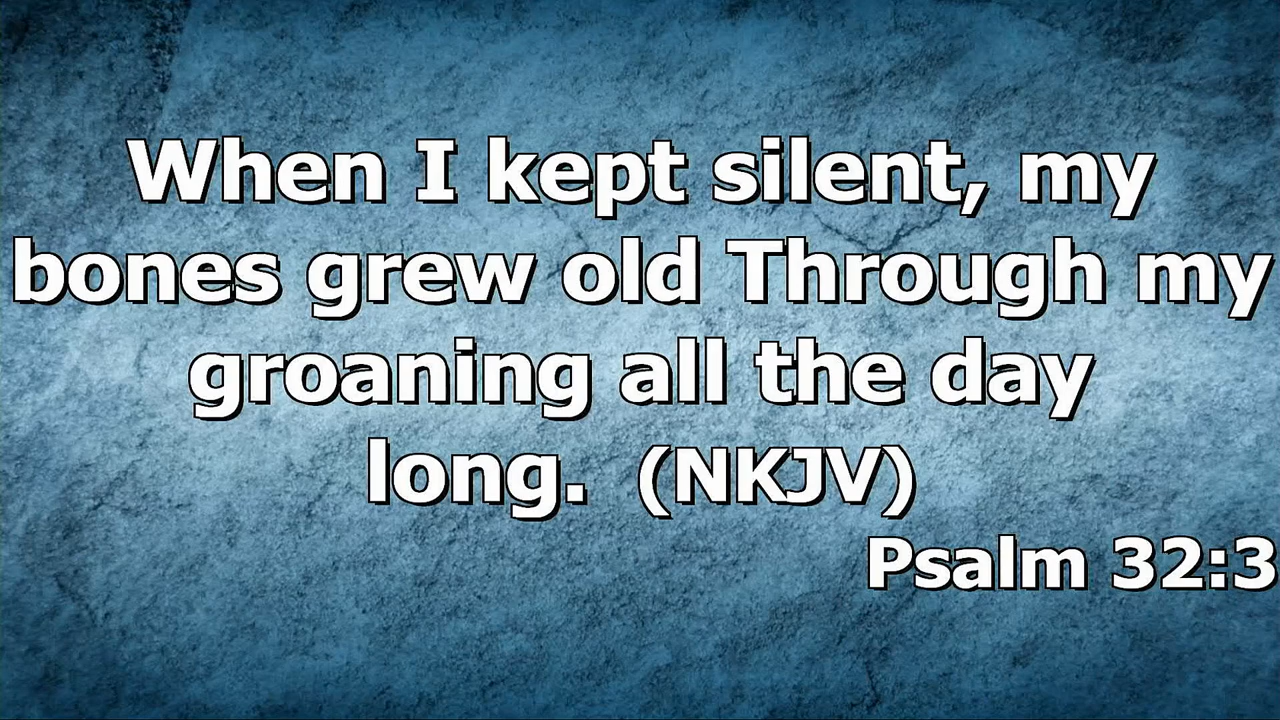 When I kept silent, my
bones grew old Through my
groaning all the day
long.  (NKJV)
Psalm 32:3